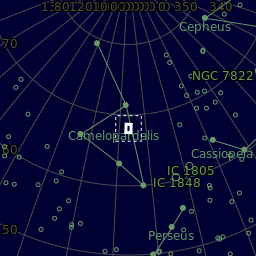 340
350
Cepheus
70
NGC 7822
Camelopardalis
Cassiopeia
60
IC 1805
IC 1848
50
Perseus